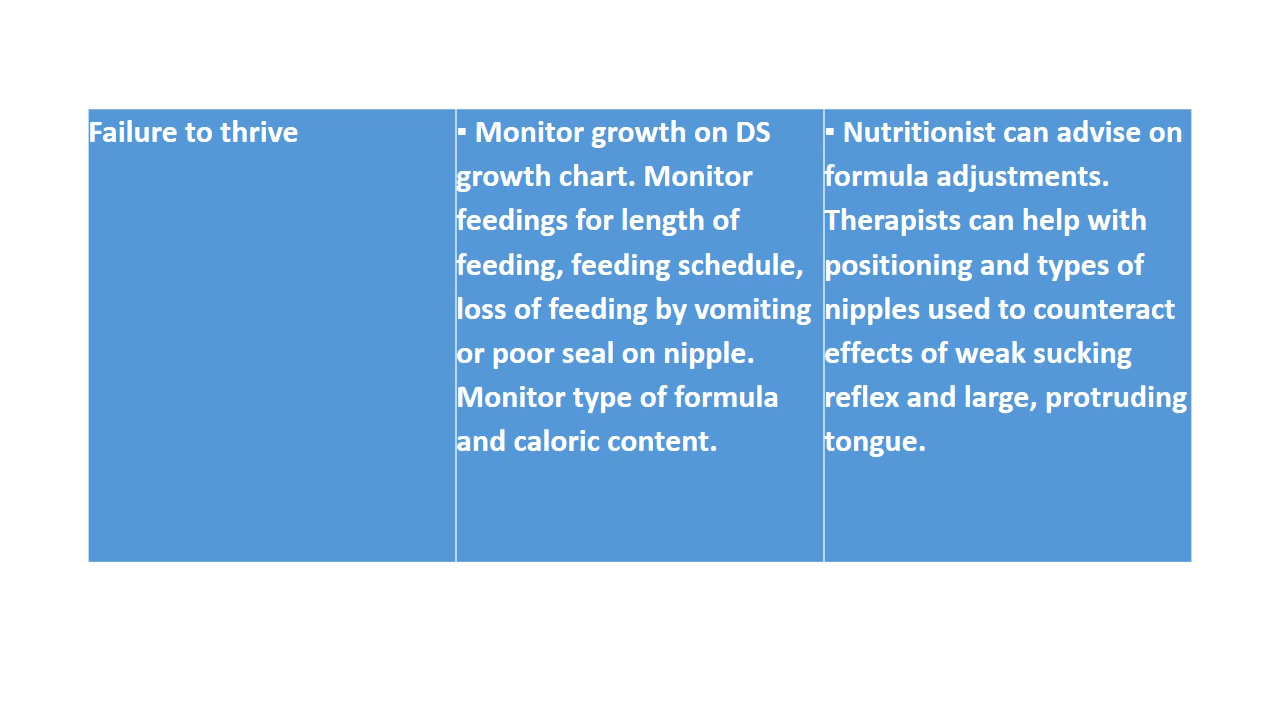 Failure to thrive
▪ Monitor growth on DS
growth chart. Monitor
feedings for length of
feeding, feeding schedule,
loss of feeding by vomiting
or poor seal on nipple.
Monitor type of formula
and caloric content.
▪ Nutritionist can advise on
formula adjustments.
Therapists can help with
positioning and types of
nipples used to counteract
effects of weak sucking
reflex and large, protruding
tongue.